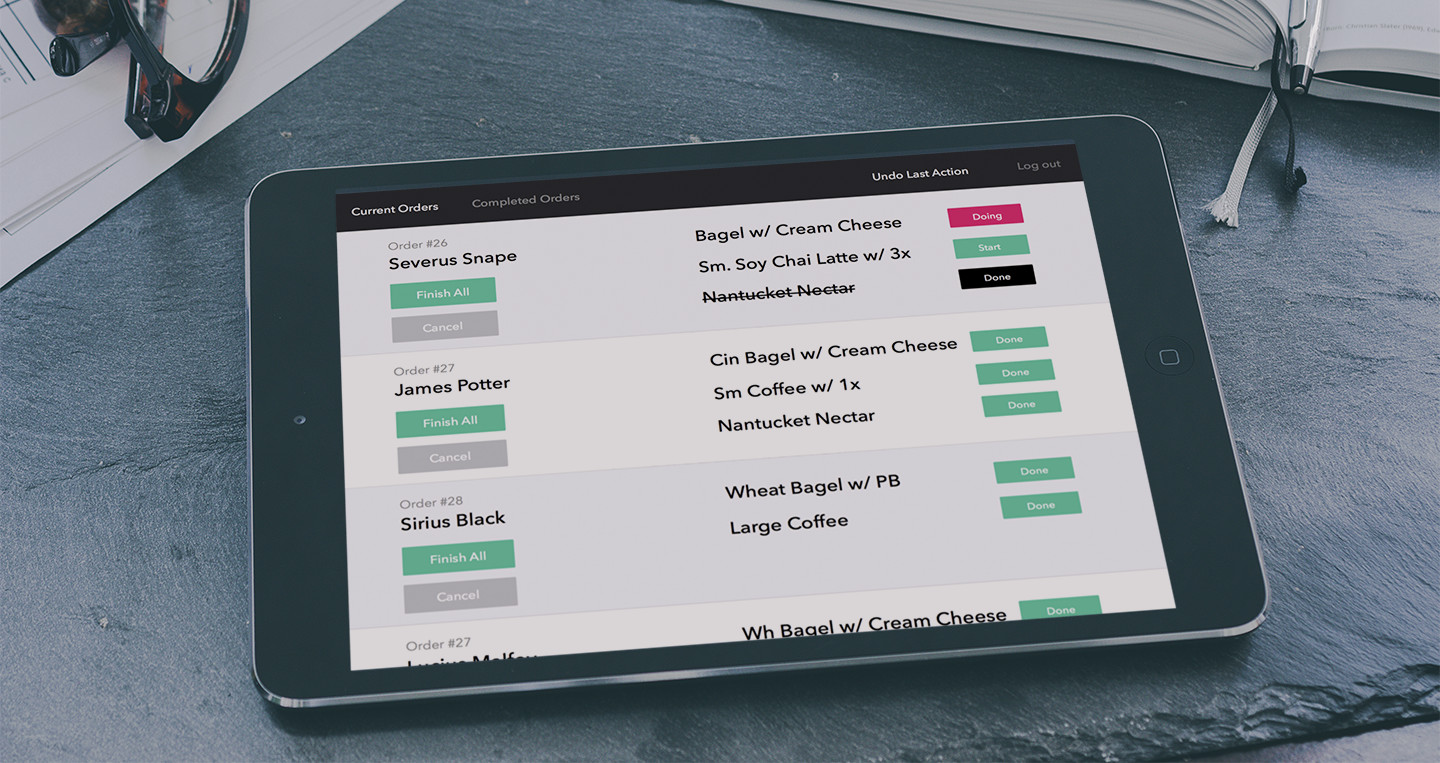 Current Orders
Completed Orders
Undo Last Action
Log out
Order #26
Severus Snape
Finish All
Cancel
Bagel w/ Cream Cheese
Doing
Sm. Soy Chai Latte w/ 3x
Start
Nantucket Nectar
Done
Order #27
James Potter
Finish All
Cancel
Cin Bagel w/ Cream Cheese
Done
Sm Coffee w/ 1x
Done
Nantucket Nectar
Done
Order #28
Sirius Black
Finish All
Cancel
Wheat Bagel w/ PB
Done
Large Coffee
Done
Order #27
Lucius Malfoy
Wh Bagel w/ Cream Cheese
Done